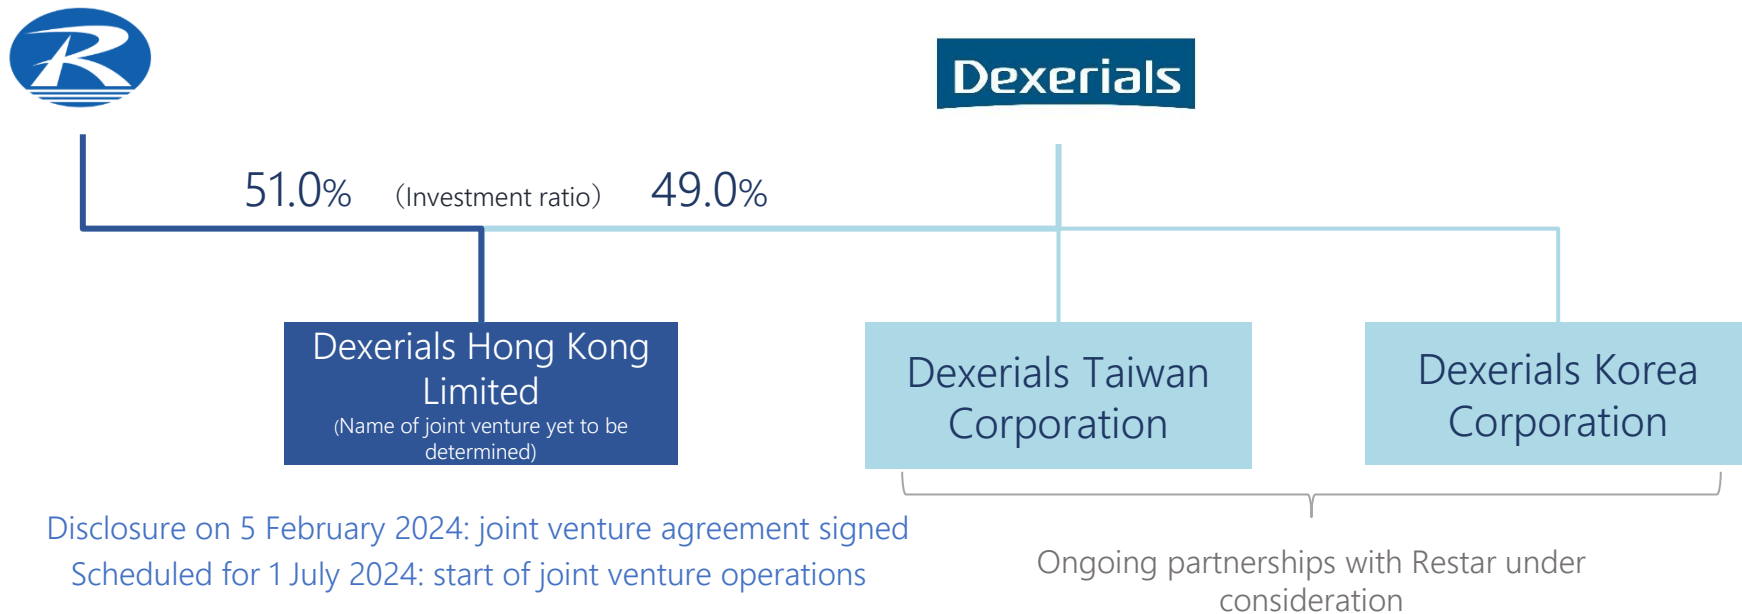 R
Dexerials
51.0% （Investment ratio） 49.0%
Dexerials Hong Kong
Limited
(Name of joint venture yet to be
determined)
Dexerials Taiwan
Corporation
Dexerials Korea
Corporation
Disclosure on 5 February 2024: joint venture agreement signed
Scheduled for 1 July 2024: start of joint venture operations
Ongoing partnerships with Restar under
consideration